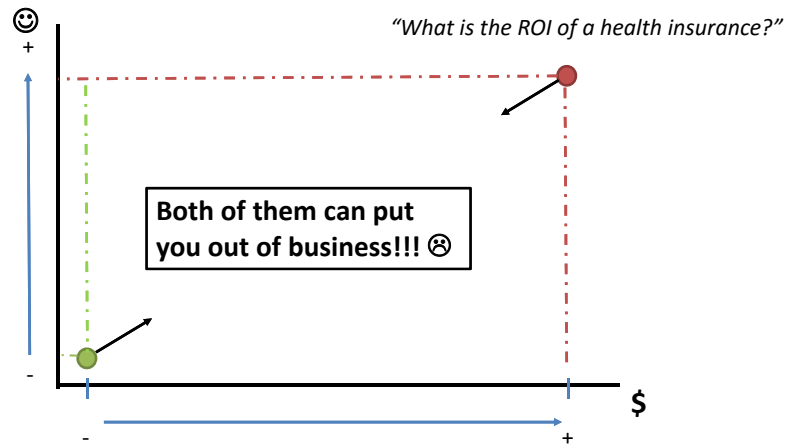 ☺
“What is the ROI of a health insurance?”
+
Both of them can put
you out of business!!! ☹
-
$
-
+